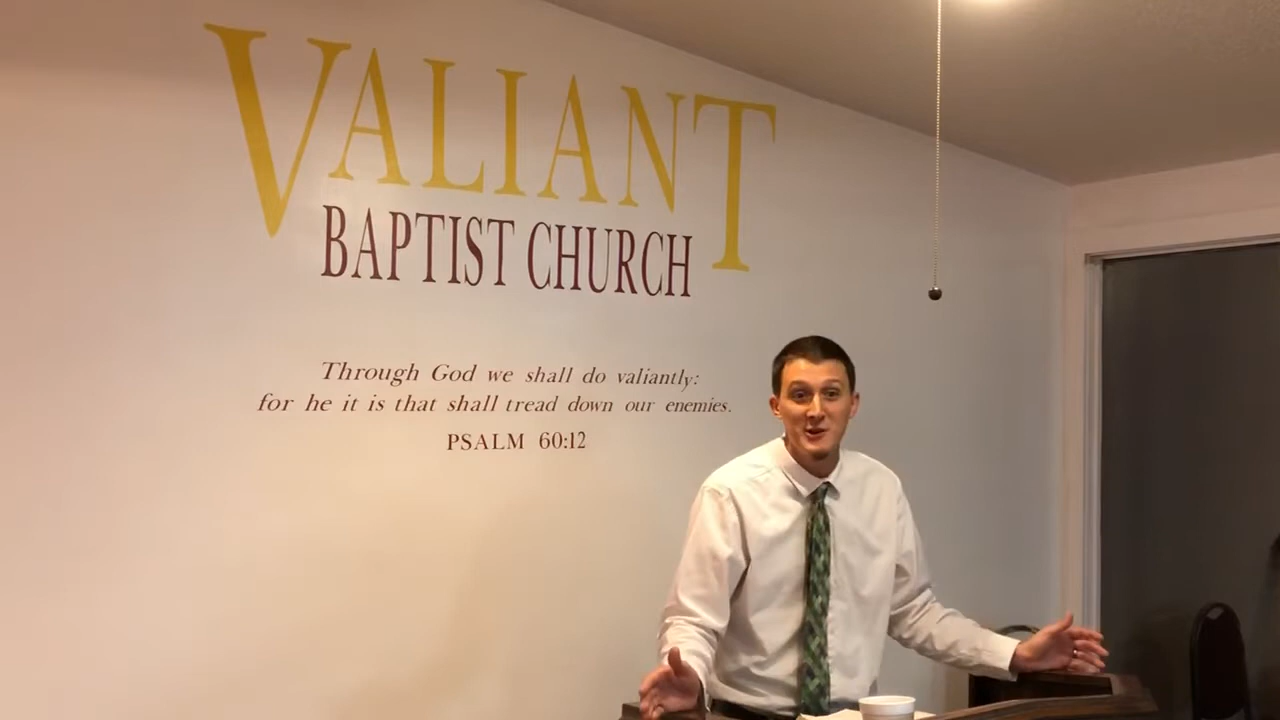 VALIANT
BAPTIST CHURCH
Through God we shall do valiantly:
for he it is that shall tread down our enemies.
PSALM 60:12